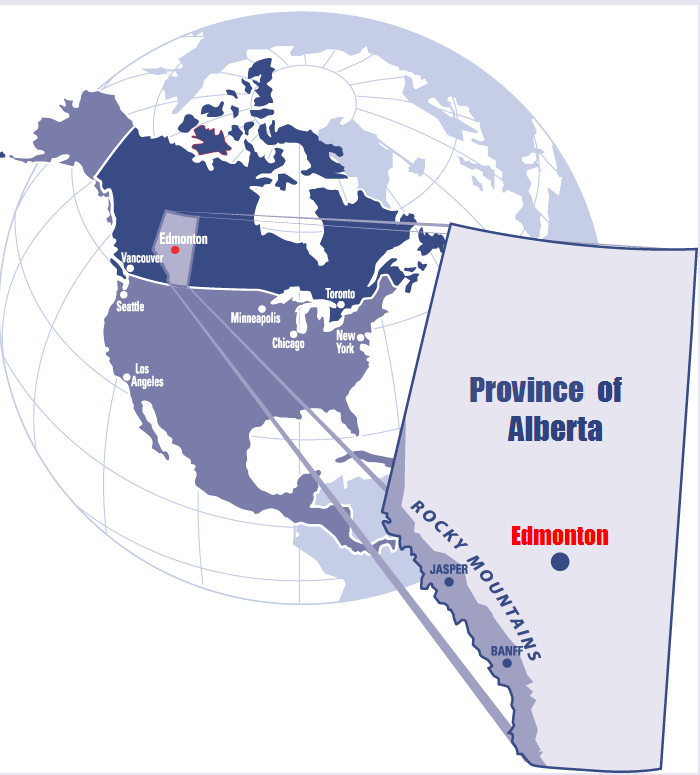 Edmonton
Vancouver
Seattle
Minneapolis
Toronto
Chicago
New
York
Los
Angeles
Province of
Alberta
Edmonton
ROCKY MOUNTAINS
JASPER
BANFF